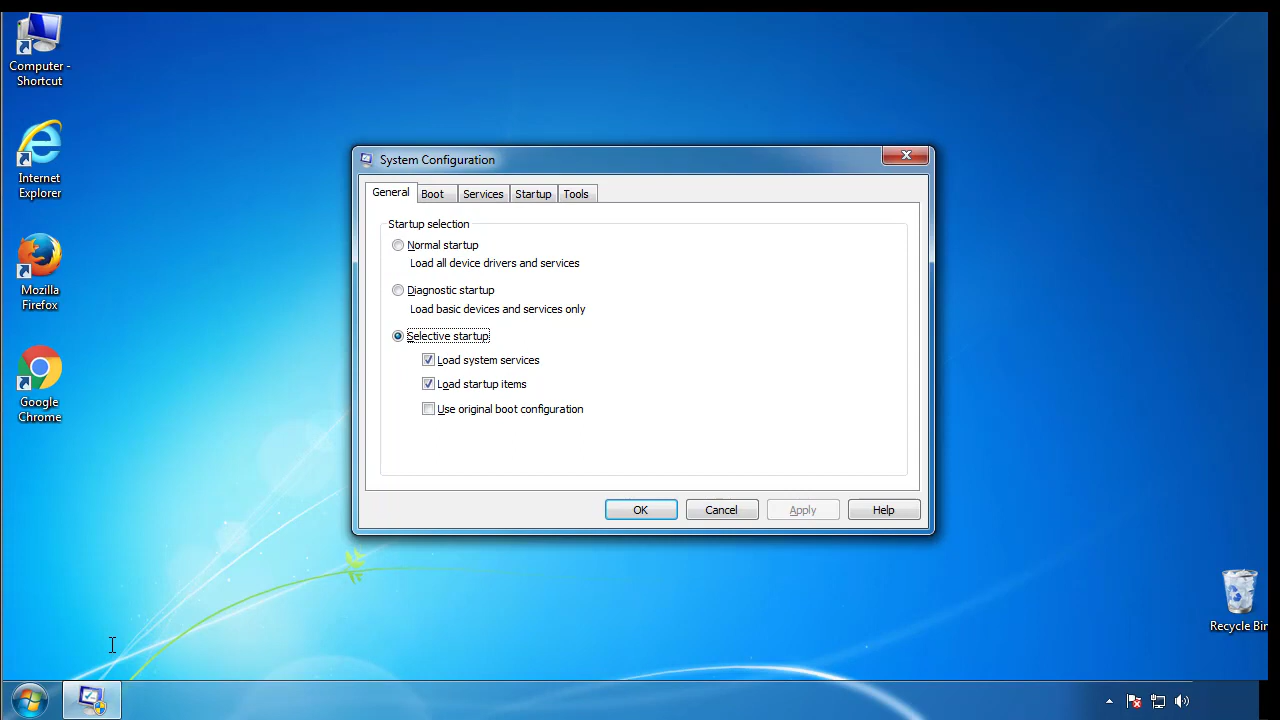 Computer -
Shortcut
Internet
Explorer
Mozilla
Firefox
Google
Chrome
System Configuration
General
Boot
Services
Startup
Tools
Startup selection
Normal startup
Load all device drivers and services
Diagnostic startup
Load basic devices and services only
Selective startup
Load system services
Load startup items
Use original boot configuration
OK
Cancel
Apply
Help
Recycle Bin